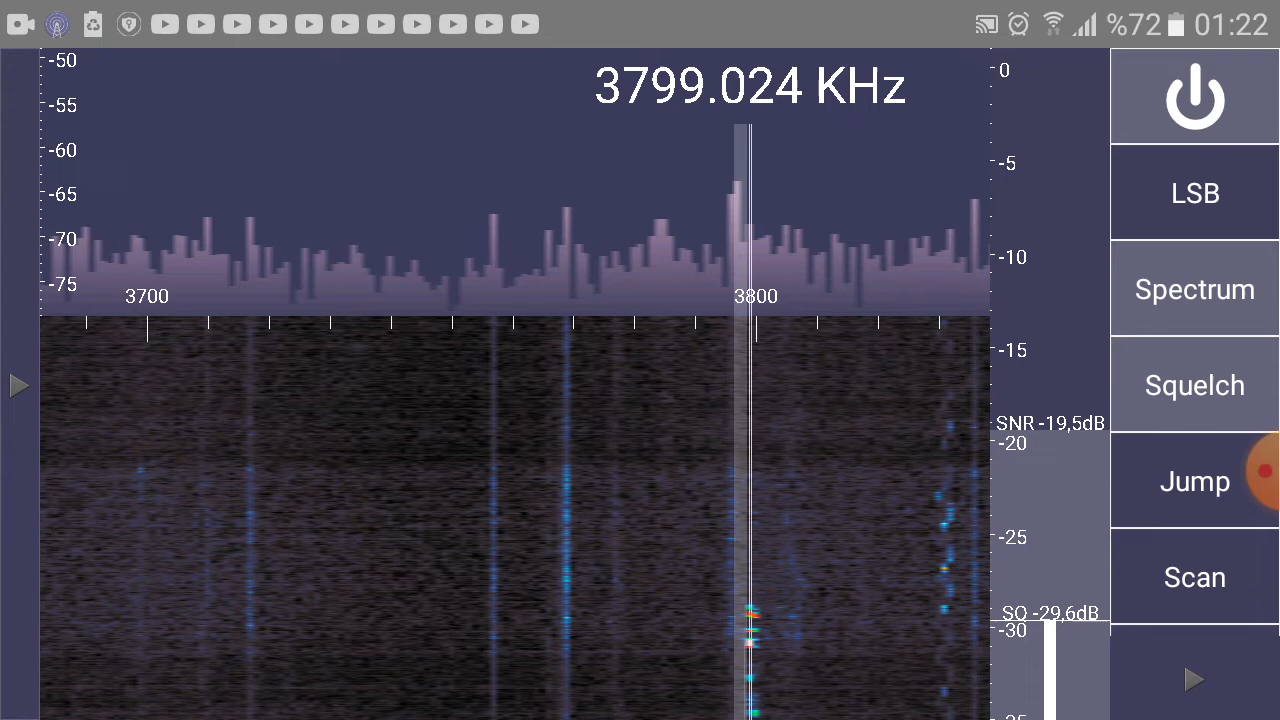 %72 01:22
3799.024 KHz
-50
-55
-60
-65
-70
-75
3700
3800
0
-5
-10
-15
SNR -19,5dB
-20
-25
SQ -29,6dB
-30
LSB
Spectrum
Squelch
Jump
Scan